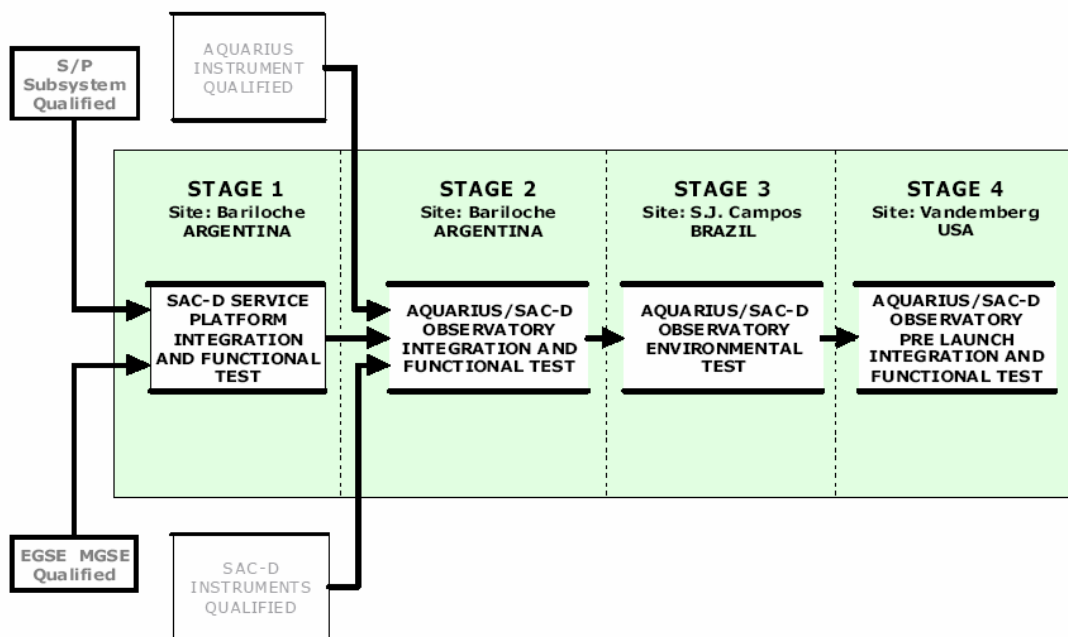 S/P
Subsystem
Qualified
AQUARIUS
INSTRUMENT
QUALIFIED
STAGE 1
Site: Bariloche
ARGENTINA
SAC-D SERVICE
PLATFORM
INTEGRATION
AND FUNCTIONAL
TEST
STAGE 2
Site: Bariloche
ARGENTINA
AQUARIUS/SAC-D
OBSERVATORY
INTEGRATION AND
FUNCTIONAL TEST
STAGE 3
Site: S.J. Campos
BRAZIL
AQUARIUS/SAC-D
OBSERVATORY
ENVIRONMENTAL
TEST
STAGE 4
Site: Vandemberg
USA
AQUARIUS/SAC-D
OBSERVATORY
PRE LAUNCH
INTEGRATION AND
FUNCTIONAL TEST
EGSE MGSE
Qualified
SAC-D
INSTRUMENTS
QUALIFIED